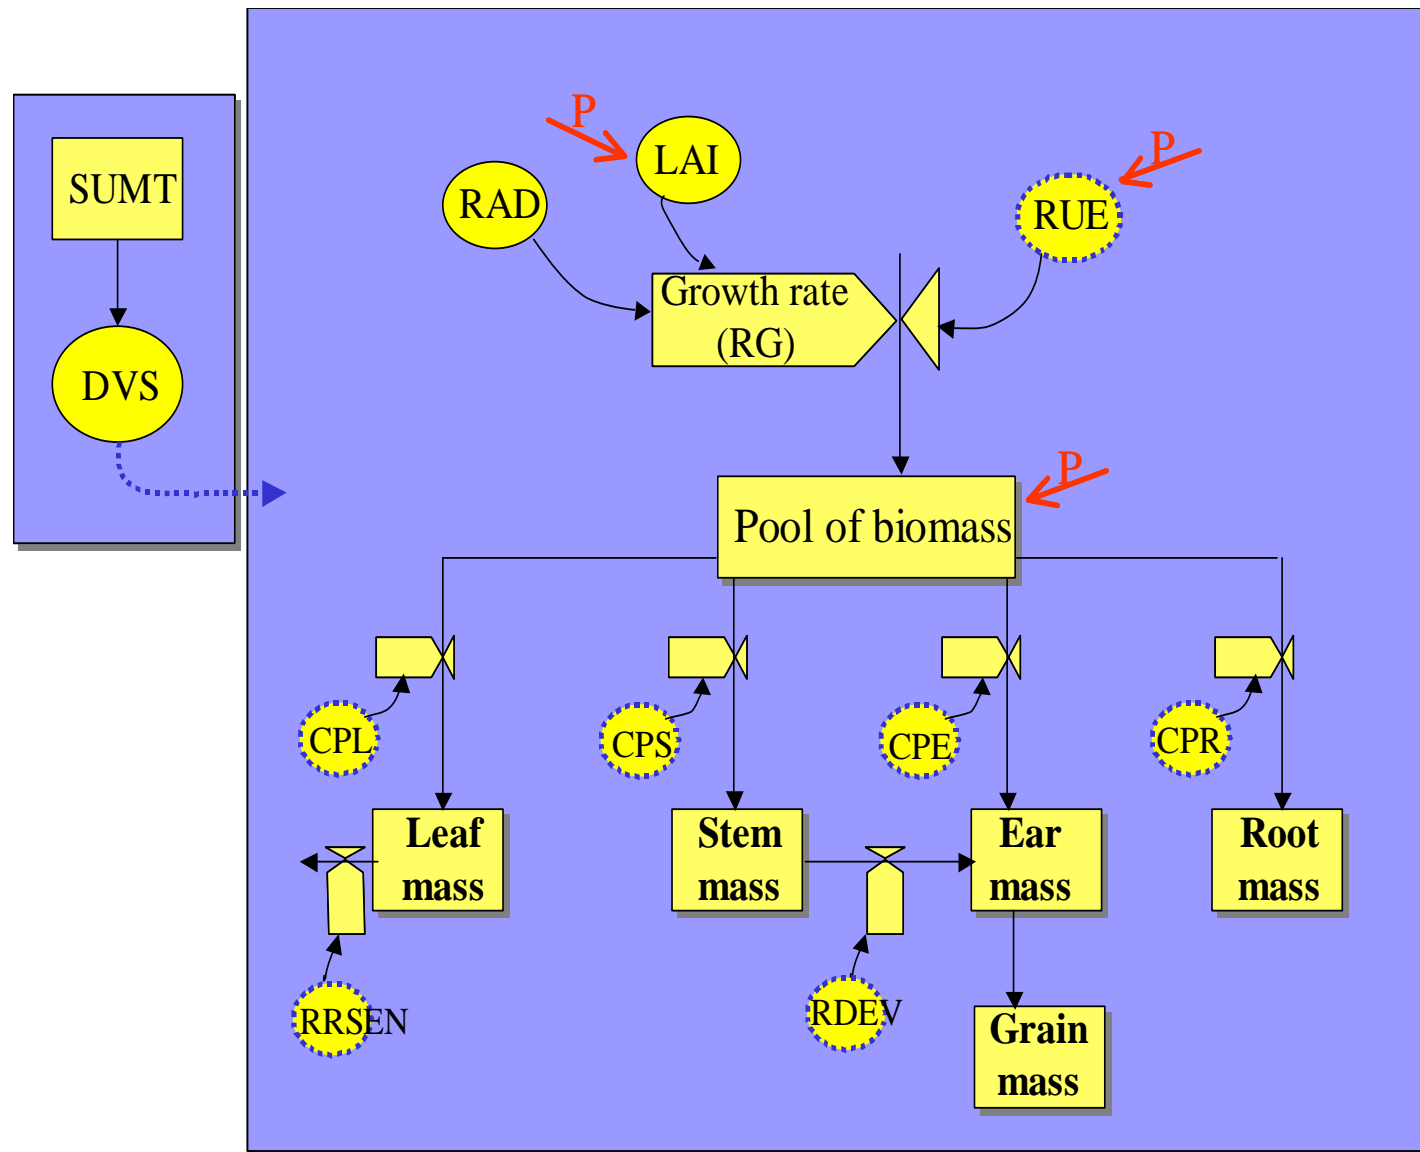 SUMT
DVS
P
LAI
RAD
P
RUE
Growth rate
(RG)
P
Pool of biomass
CPL
CPS
CPE
CPR
Leaf
mass
Stem
mass
Ear
mass
Root
mass
RRSEN
RDEV
Grain
mass